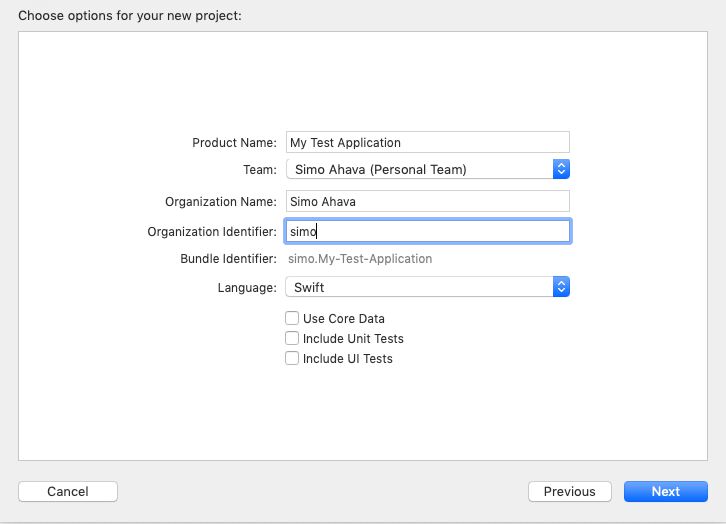 Choose options for your new project:
Product Name: My Test Application
Team: Simo Ahava (Personal Team)
Organization Name: Simo Ahava
Organization Identifier: simo
Bundle Identifier: simo.My-Test-Application
Language: Swift
Use Core Data
Include Unit Tests
Include UI Tests
Cancel Previous Next